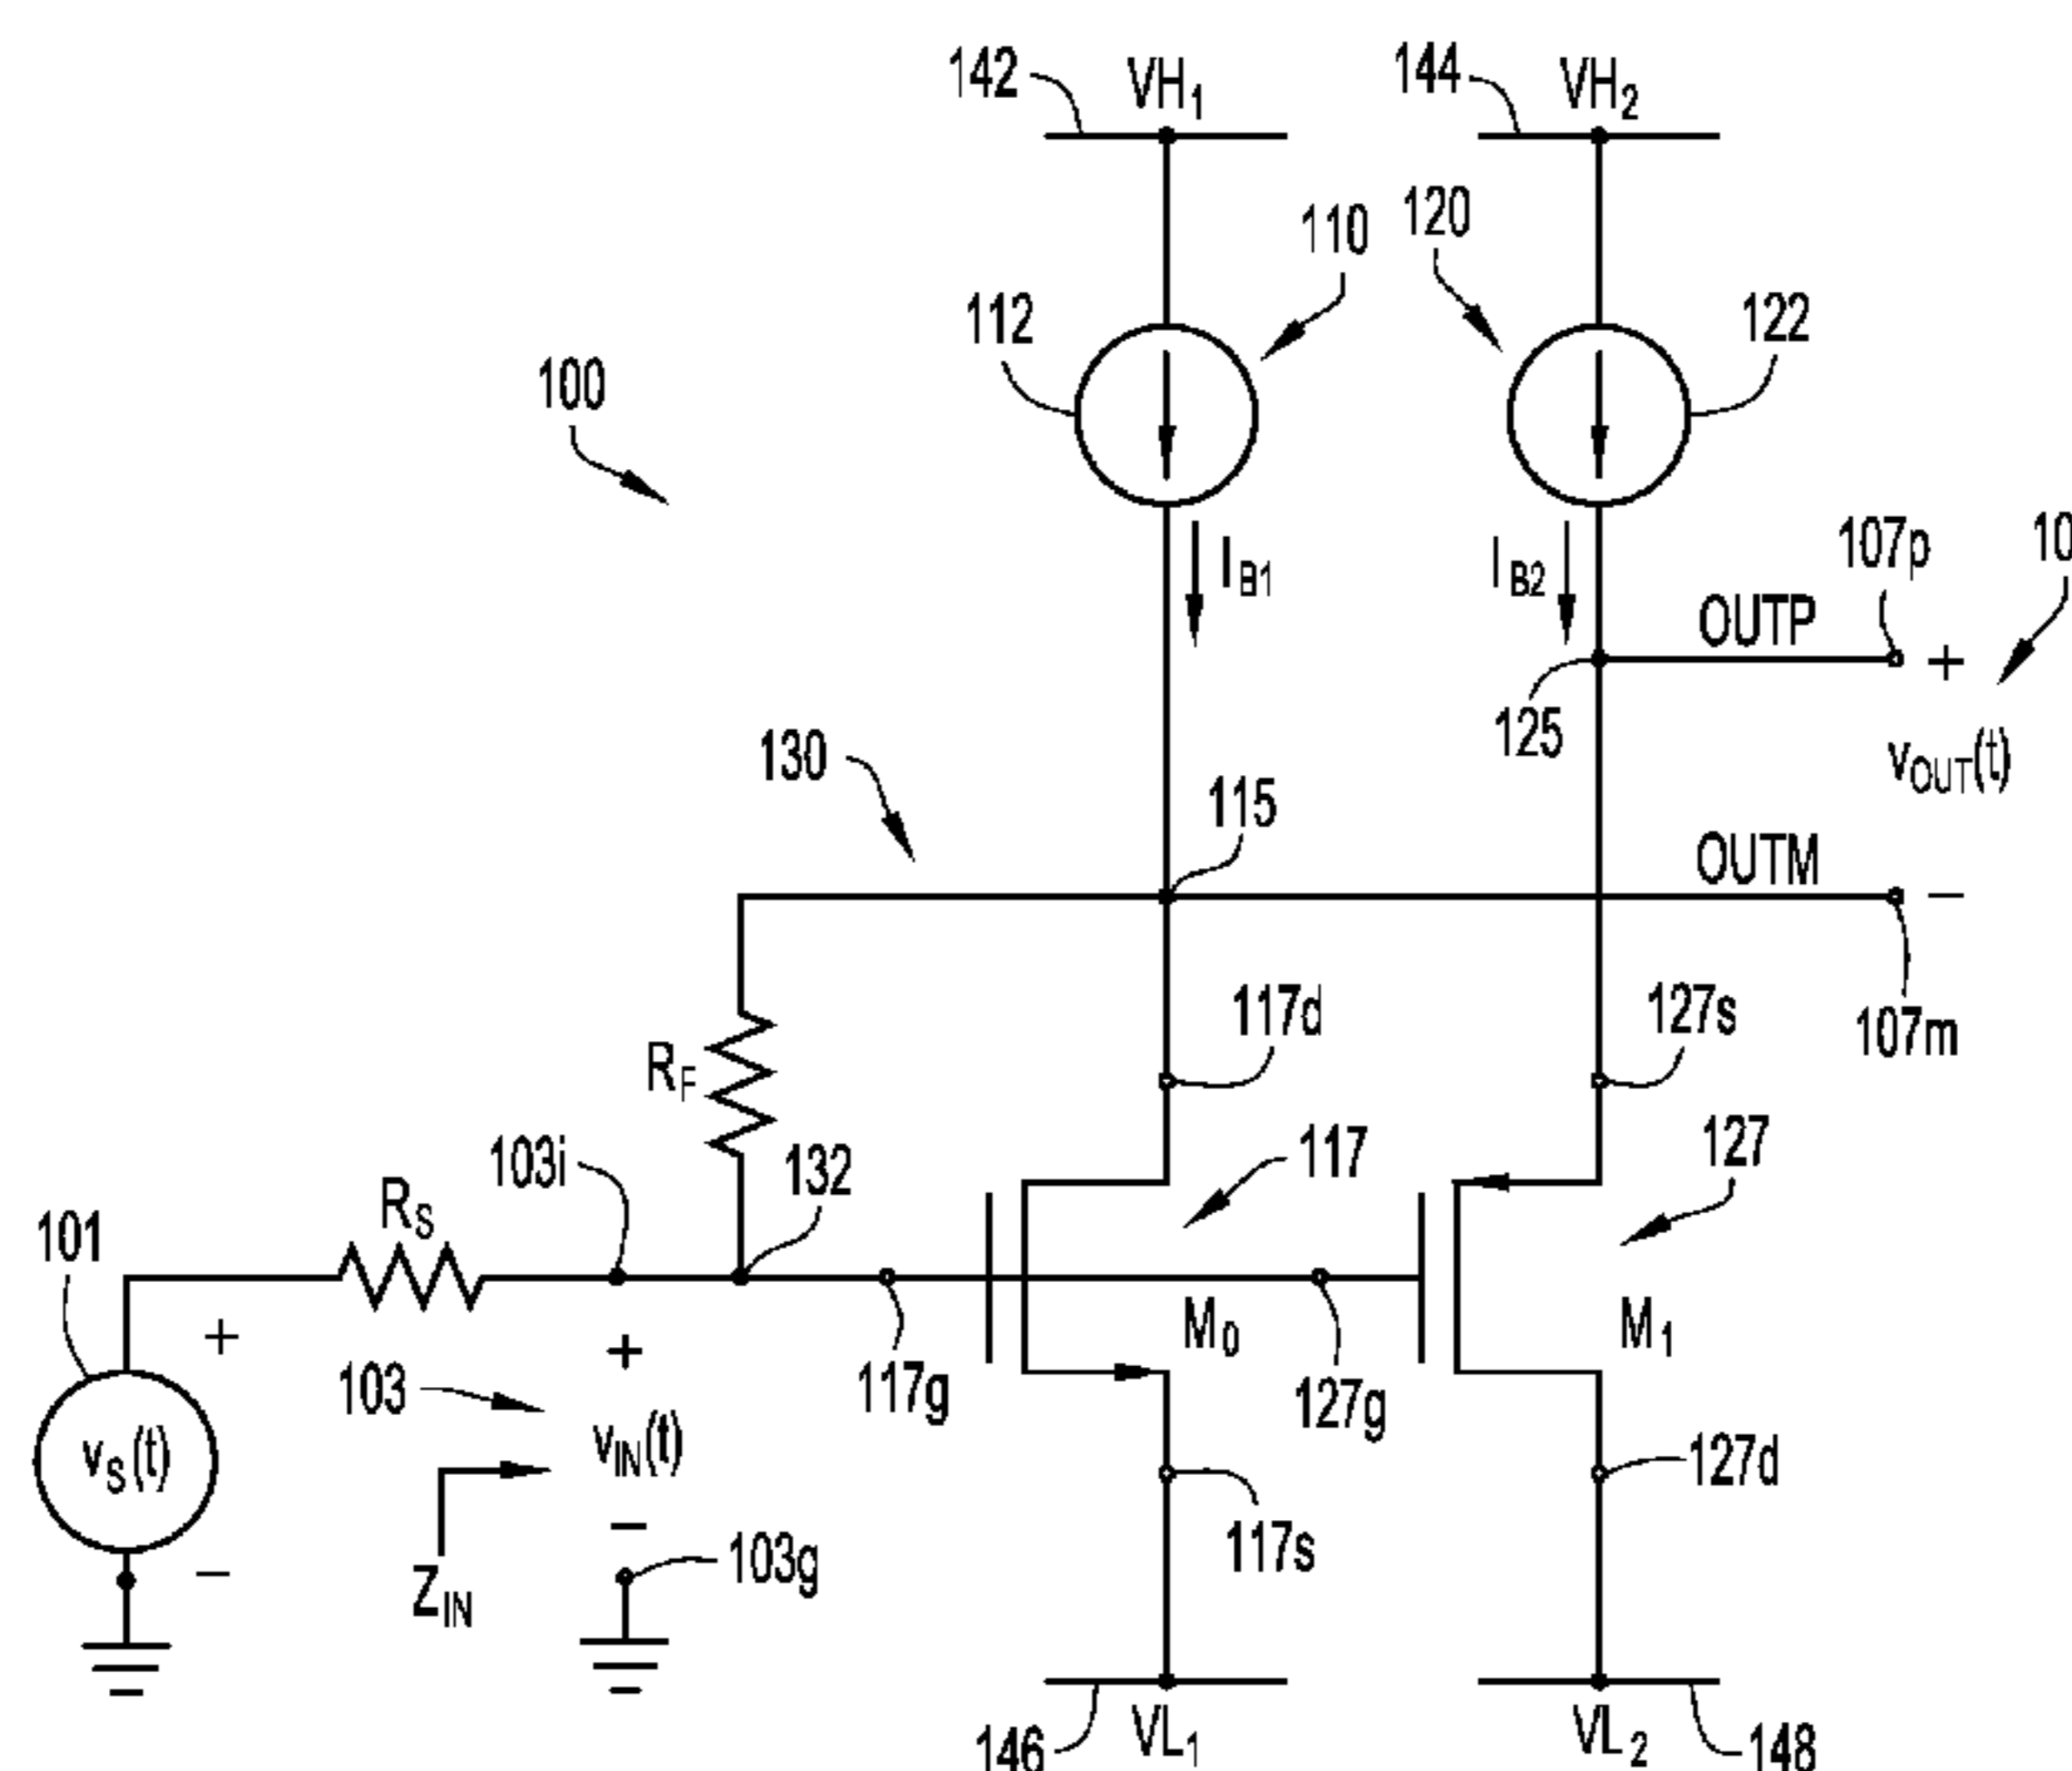 142 VH1 144 VH2
110 120
112 122
100
IB1 IB2 107p 10
OUTP +
125
130 vOUT(t)
115
OUTM −
117d 127s 107m
RF
103i 132 117 127
RS
101
+ + M0 M1
103 117g 127g
vS(t) vIN(t) 127d
− − 117s
ZIN 103g
146 VL1 VL2 148